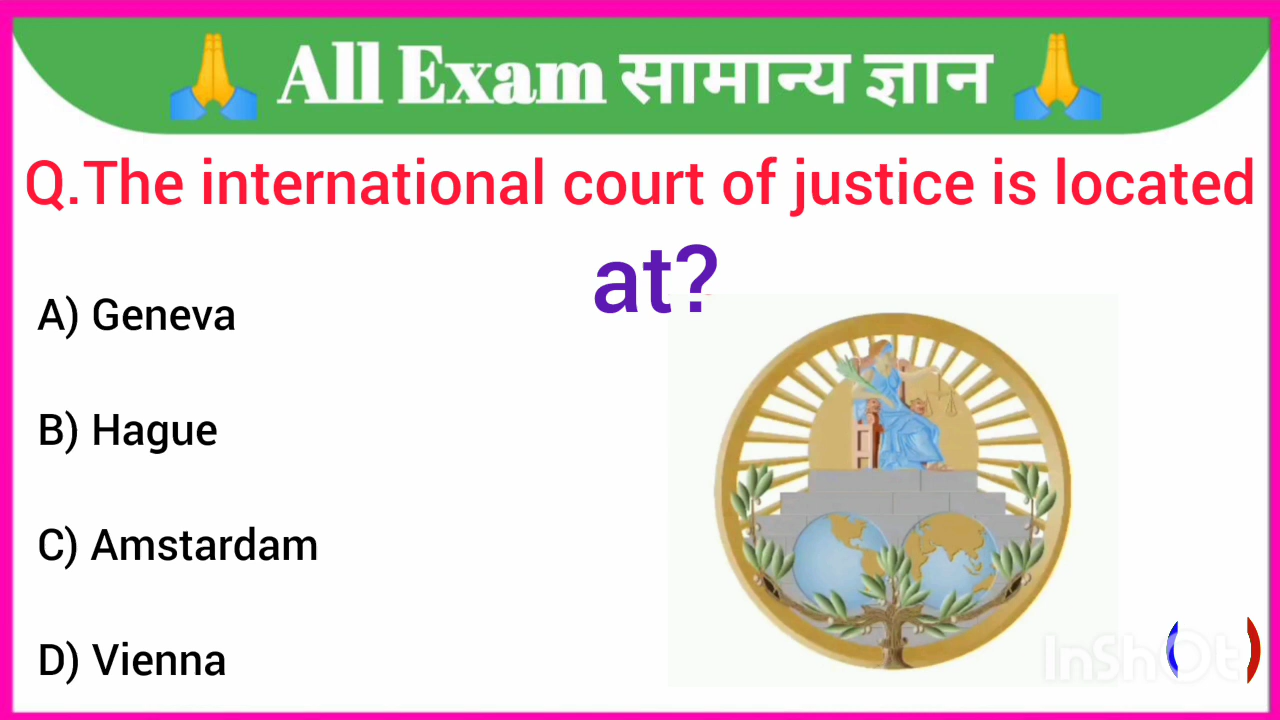 🙏 All Exam सामान्य ज्ञान 🙏
Q.The international court of justice is located
at?
A) Geneva
B) Hague
C) Amstardam
D) Vienna
InShOt